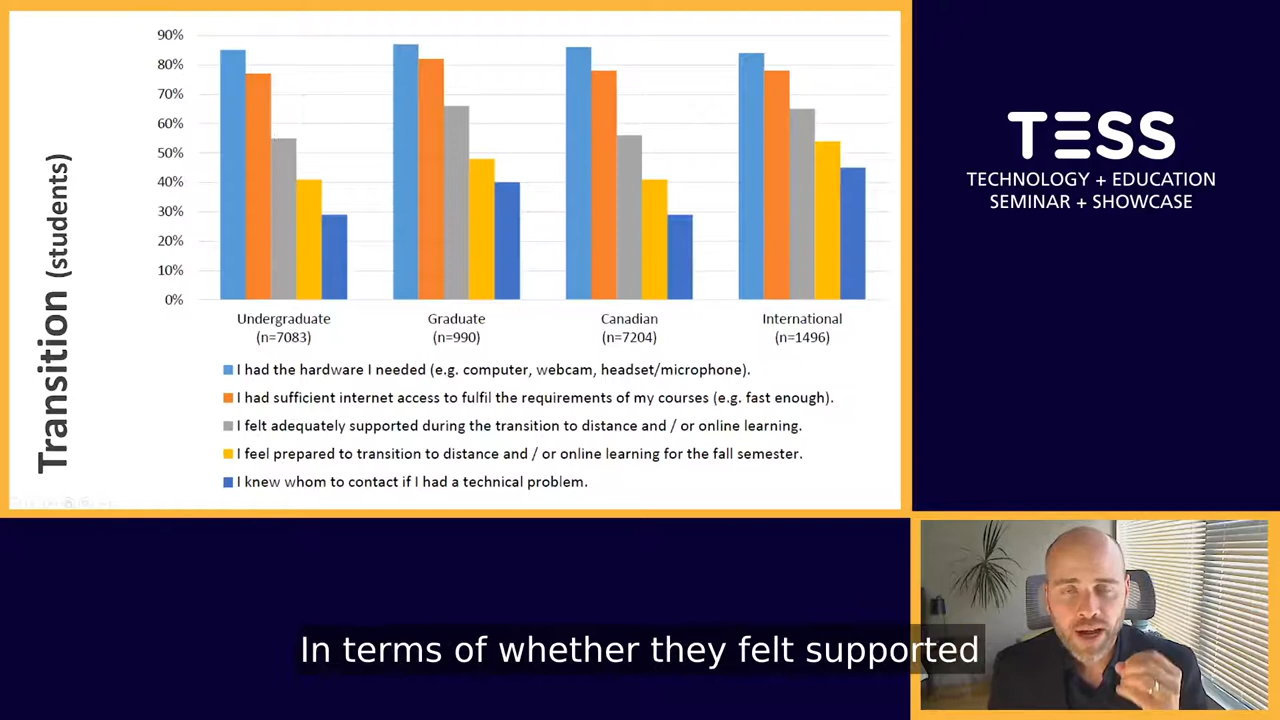 Transition (students)
90%
80%
70%
60%
50%
40%
30%
20%
10%
0%
Undergraduate
(n=7083)
Graduate
(n=990)
Canadian
(n=7204)
International
(n=1496)
I had the hardware I needed (e.g. computer, webcam, headset/microphone).
I had sufficient internet access to fulfil the requirements of my courses (e.g. fast enough).
I felt adequately supported during the transition to distance and / or online learning.
I feel prepared to transition to distance and / or online learning for the fall semester.
I knew whom to contact if I had a technical problem.
TESS
TECHNOLOGY + EDUCATION
SEMINAR + SHOWCASE
In terms of whether they felt supported